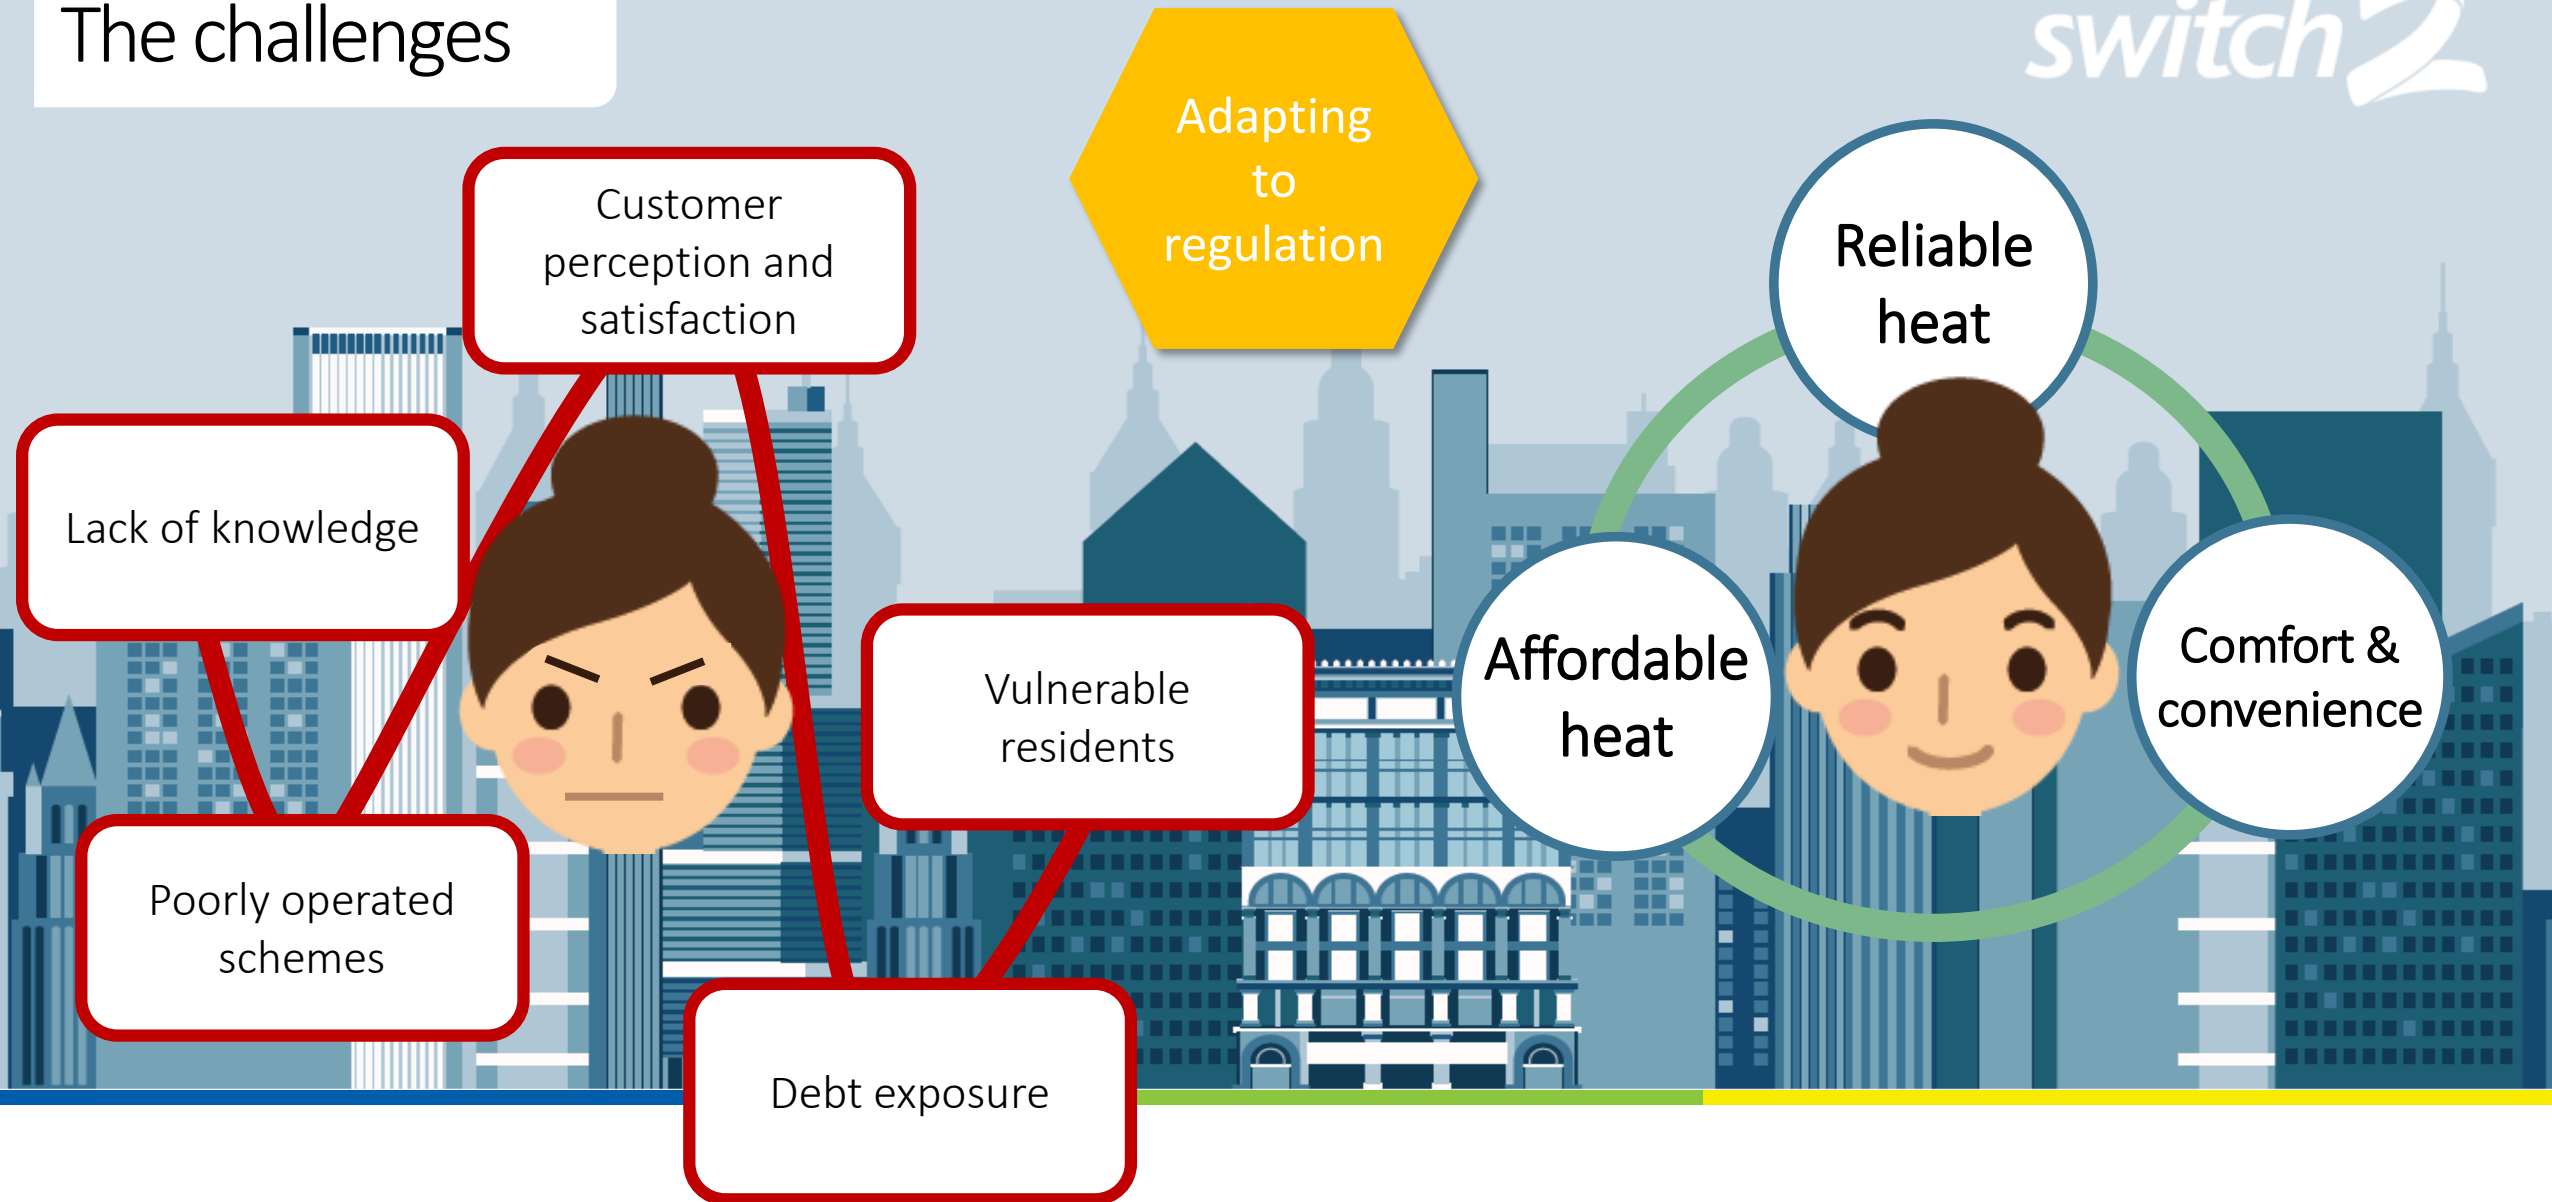 The challenges
switch2
Adapting
to
regulation
Customer
perception and
satisfaction
Reliable
heat
Lack of knowledge
Vulnerable
residents
Affordable
heat
Comfort &
convenience
Poorly operated
schemes
Debt exposure